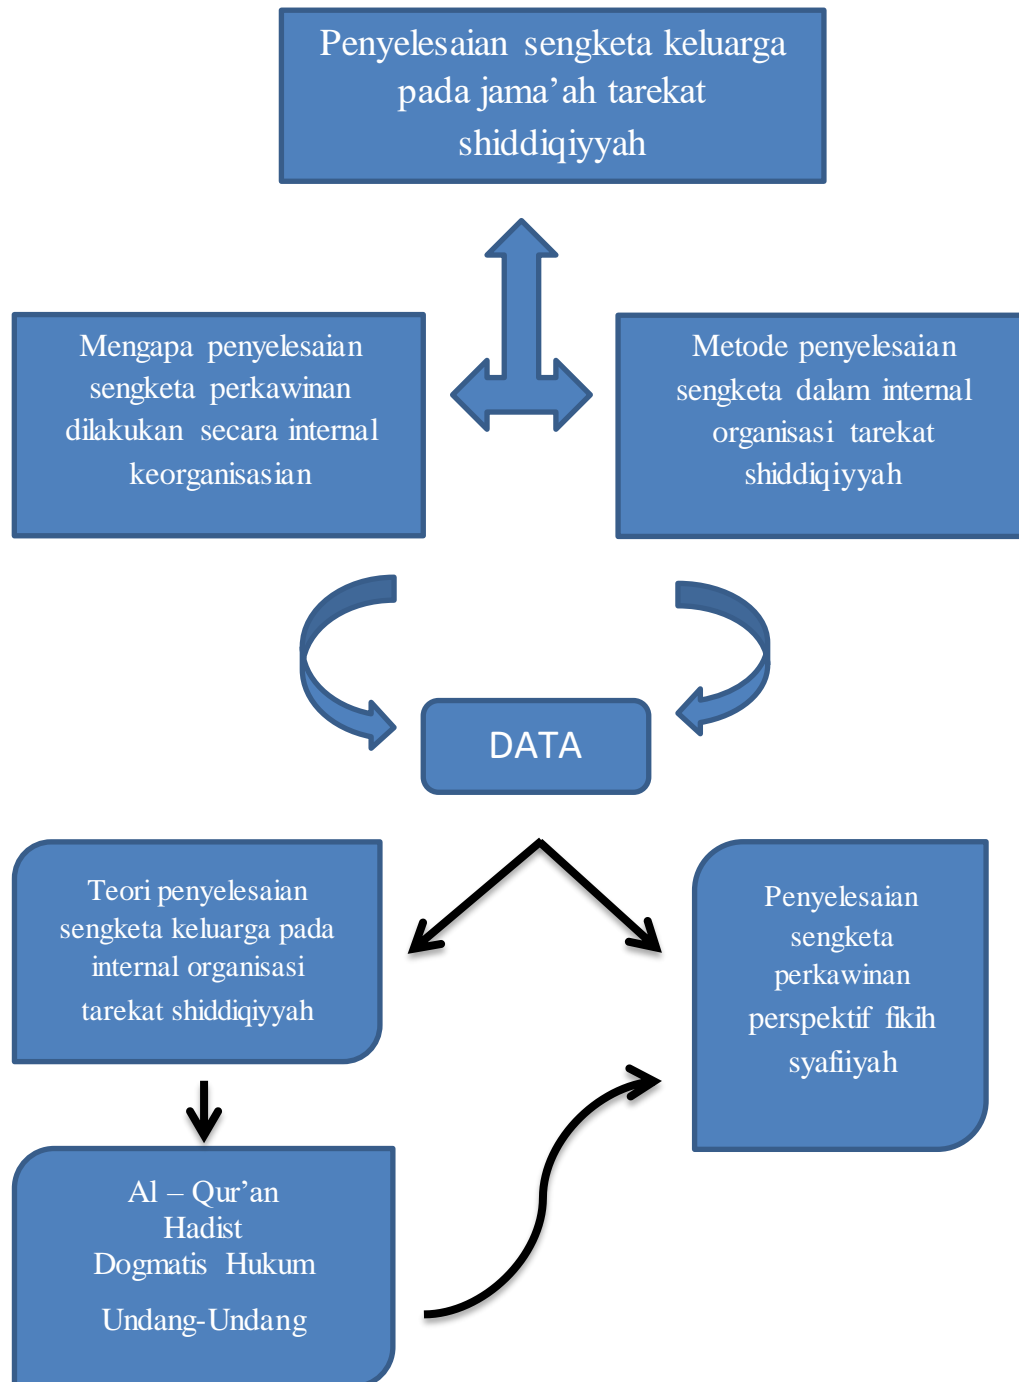 Penyelesaian sengketa keluarga
pada jama’ah tarekat
shiddiqiyyah
Mengapa penyelesaian
sengketa perkawinan
dilakukan secara internal
keorganisasian
Metode penyelesaian
sengketa dalam internal
organisasi tarekat
shiddiqiyyah
DATA
Teori penyelesaian
sengketa keluarga pada
internal organisasi
tarekat shiddiqiyyah
Penyelesaian
sengketa
perkawinan
perspektif fikih
syafiiyah
Al – Qur’an
Hadist
Dogmatis Hukum
Undang-Undang